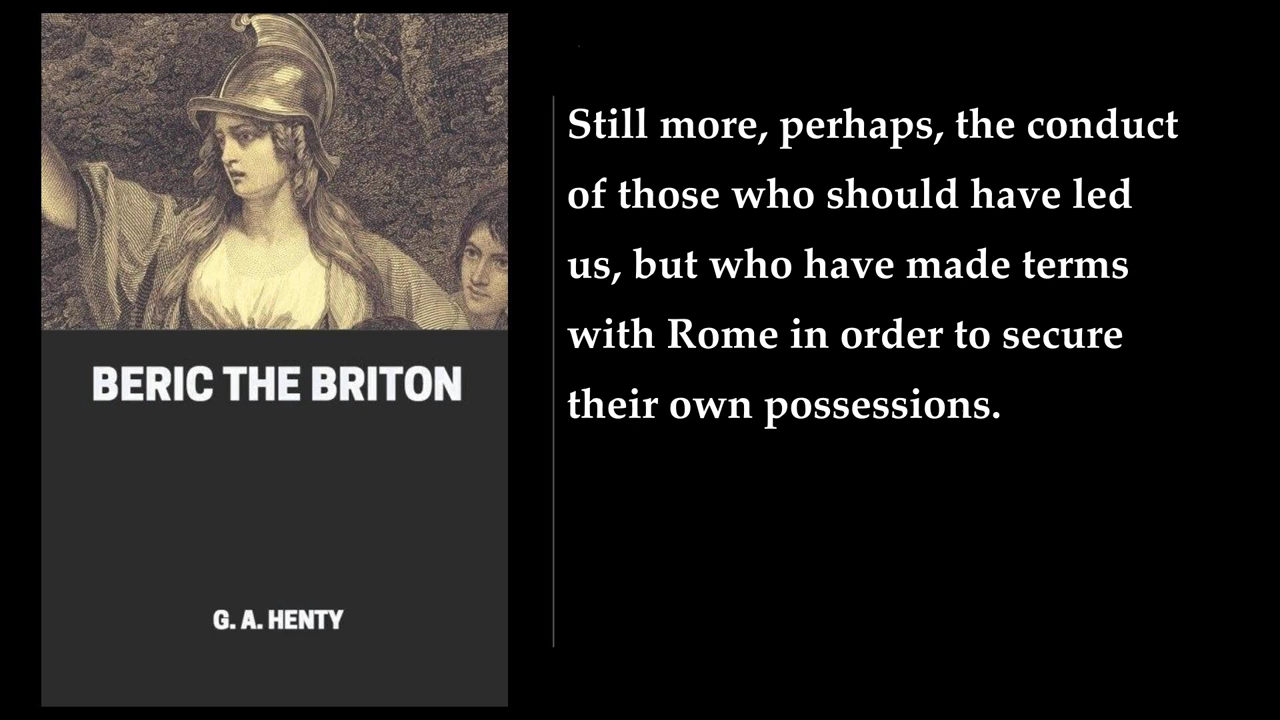 BERIC THE BRITON
G. A. HENTY
Still more, perhaps, the conduct
of those who should have led
us, but who have made terms
with Rome in order to secure
their own possessions.